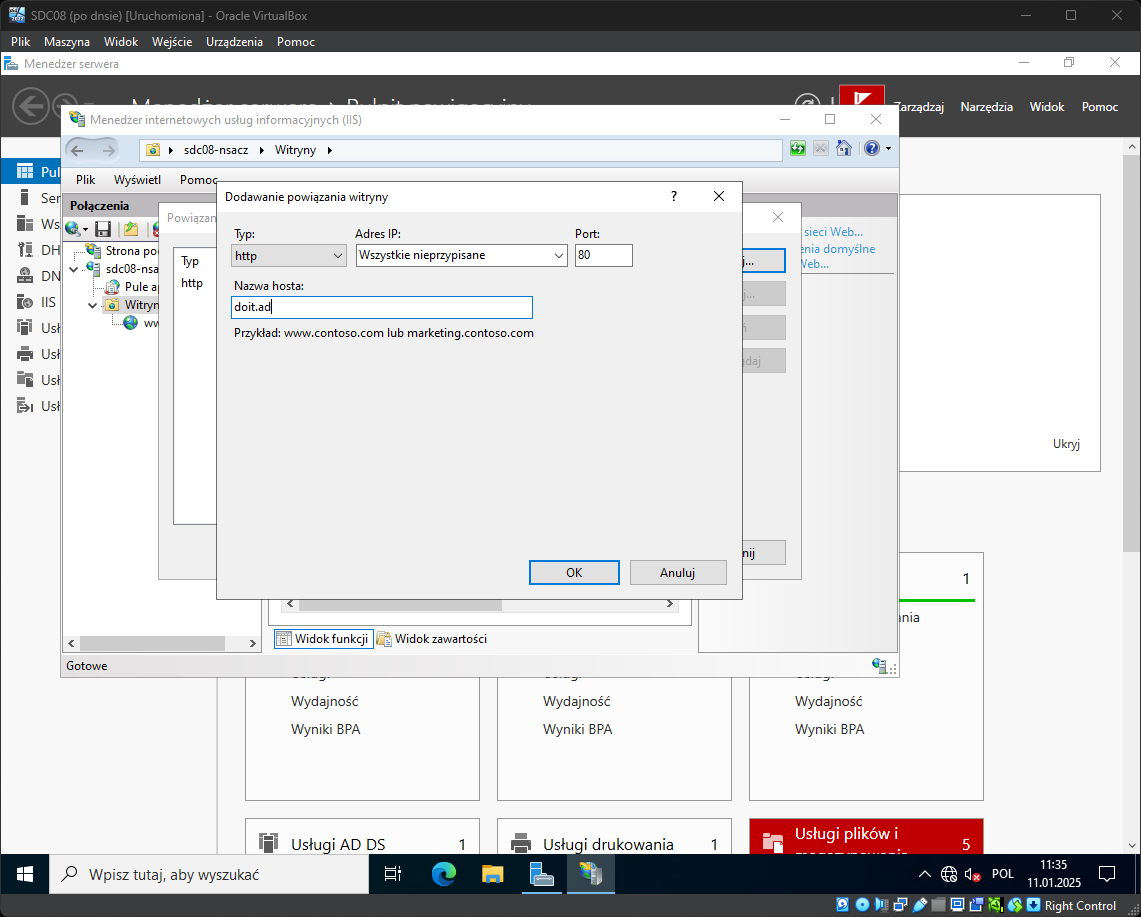 SDC08 (po dnsie) [Uruchomiona] - Oracle VirtualBox
Plik Maszyna Widok Wejście Urządzenia Pomoc
Menedżer serwera
Zarządzaj Narzędzia Widok Pomoc
Menedżer internetowych usług informacyjnych (IIS)
sdc08-nsacz Witryny
Plik Wyświetl Pomoc
Połączenia
Strona po
sdc08-nsa
Pule a
Witryn
ww
Pul
Ser
Ws
DH
DN
IIS
Usł
Usł
Usł
Usł
Powiązan
Typ
http
Dodawanie powiązania witryny
?
Typ: Adres IP: Port:
http Wszystkie nieprzypisane 80
Nazwa hosta:
doit.ad
Przykład: www.contoso.com lub marketing.contoso.com
OK Anuluj
j...
j...
ń
daj
nij
sieci Web...
enia domyślne
Web...
Ukryj
1
ania
Widok funkcji Widok zawartości
Gotowe
Wydajność Wydajność Wydajność
Wyniki BPA Wyniki BPA Wyniki BPA
Usługi AD DS 1
Usługi drukowania 1
Usługi plików i
5
Wpisz tutaj, aby wyszukać
POL
11:35
11.01.2025
Right Control